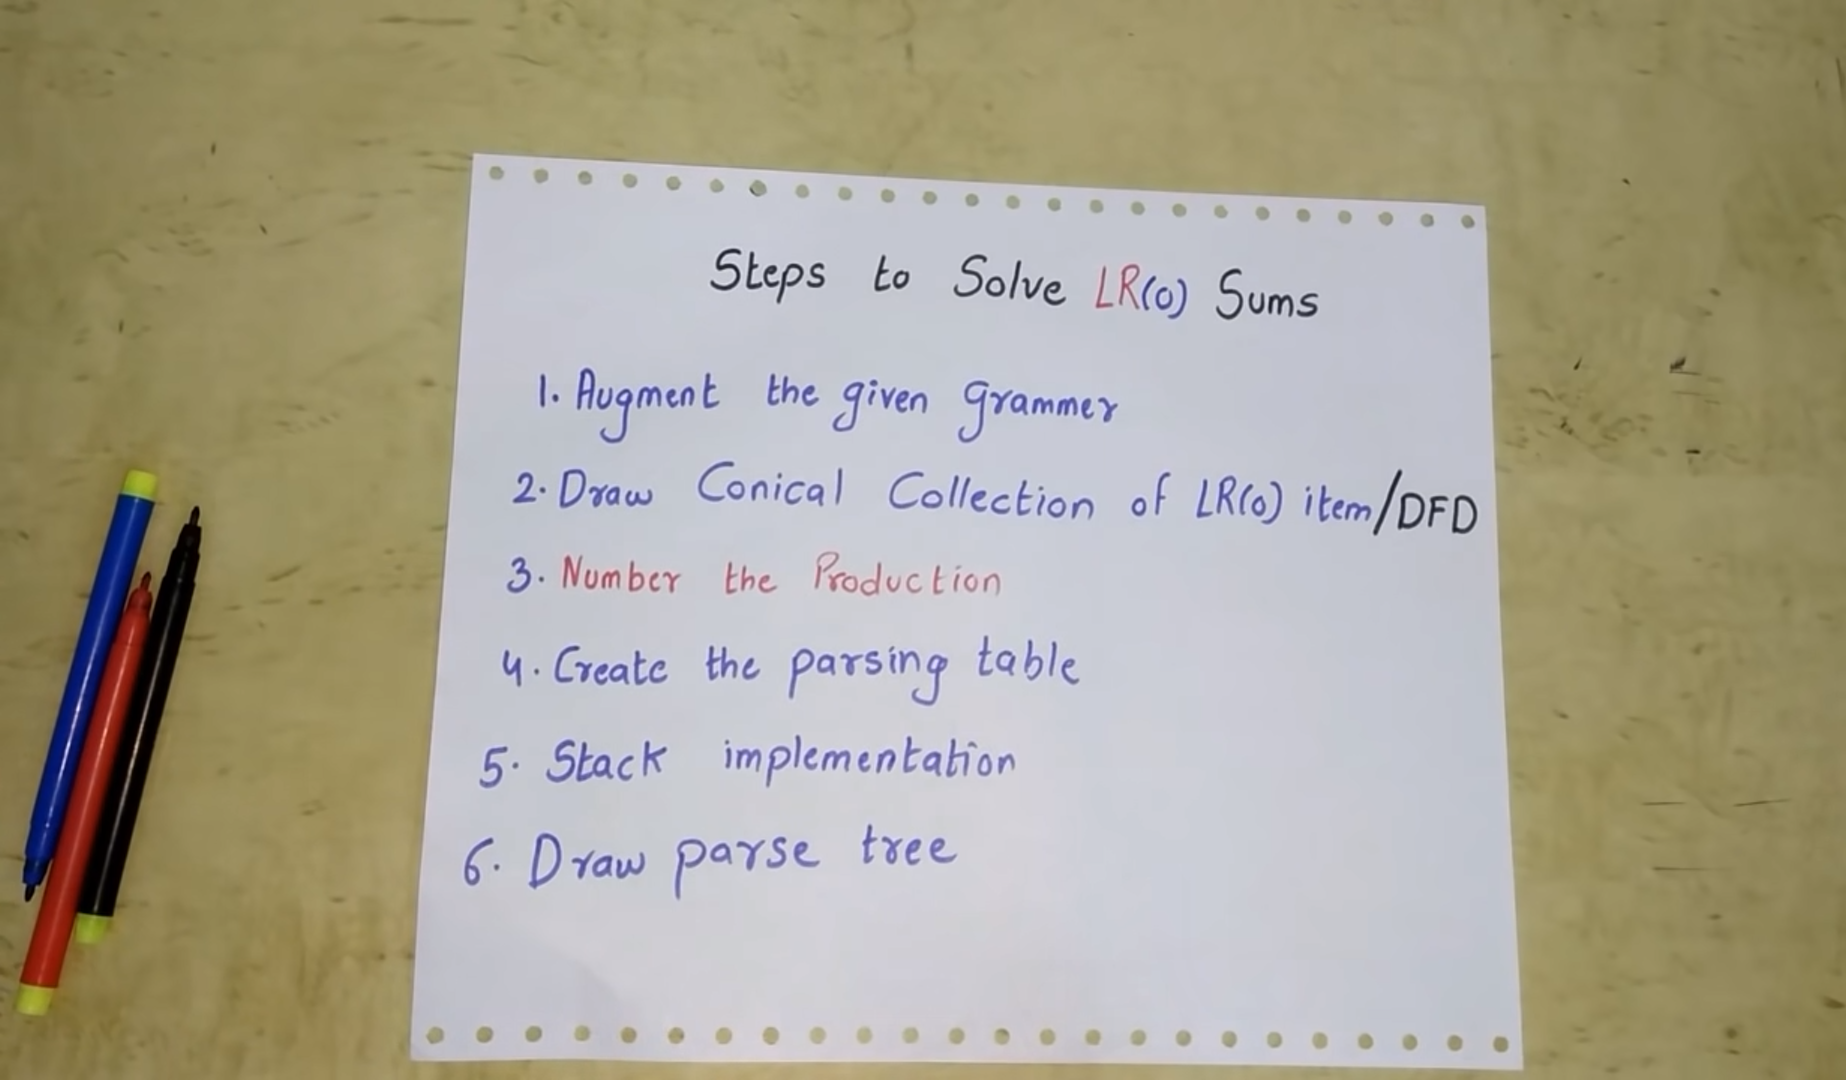 Steps to Solve LR(0) Sums
1. Augment the given grammer
2. Draw Conical Collection of LR(0) item/DFD
3. Number the Production
4. Create the parsing table
5. Stack implementation
6. Draw parse tree